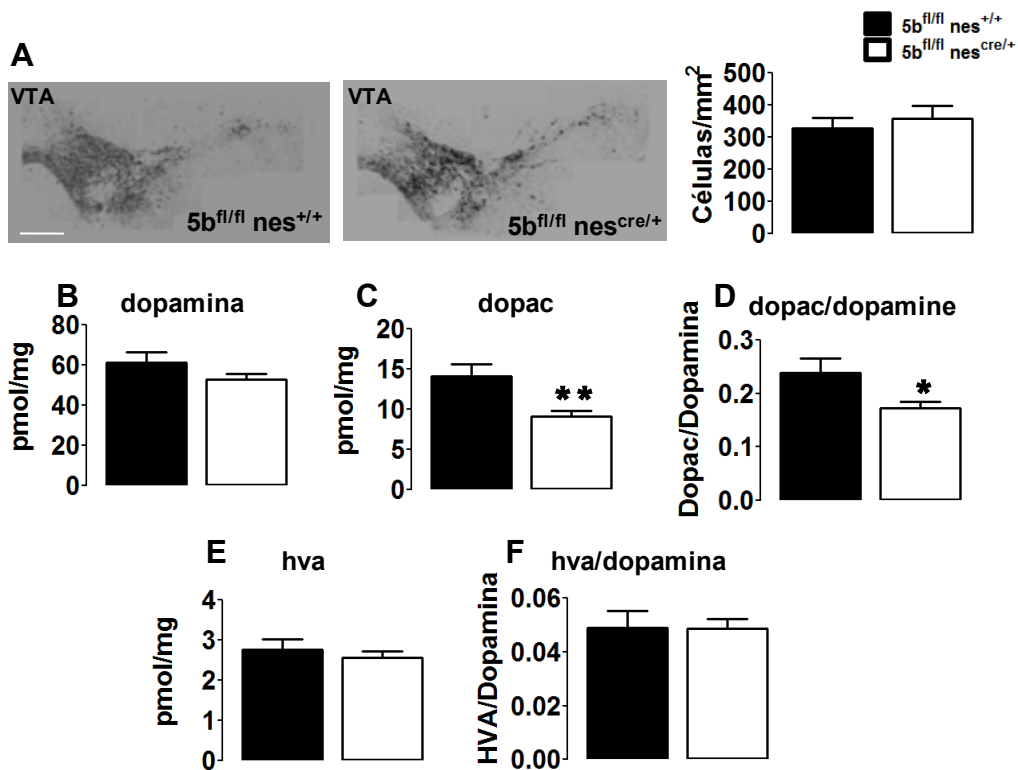 5b^fl/fl nes^+/+
5b^fl/fl nes^cre/+
A
VTA
5b^fl/fl nes^+/+
VTA
5b^fl/fl nes^cre/+
Células/mm²
500
400
300
200
100
0
B
dopamina
pmol/mg
80
60
40
20
0
C
dopac
pmol/mg
20
15
10
5
0
**
D
dopac/dopamine
Dopac/Dopamina
0.3
0.2
0.1
0.0
*
E
hva
pmol/mg
4
3
2
1
0
F
hva/dopamina
HVA/Dopamina
0.06
0.04
0.02
0.00